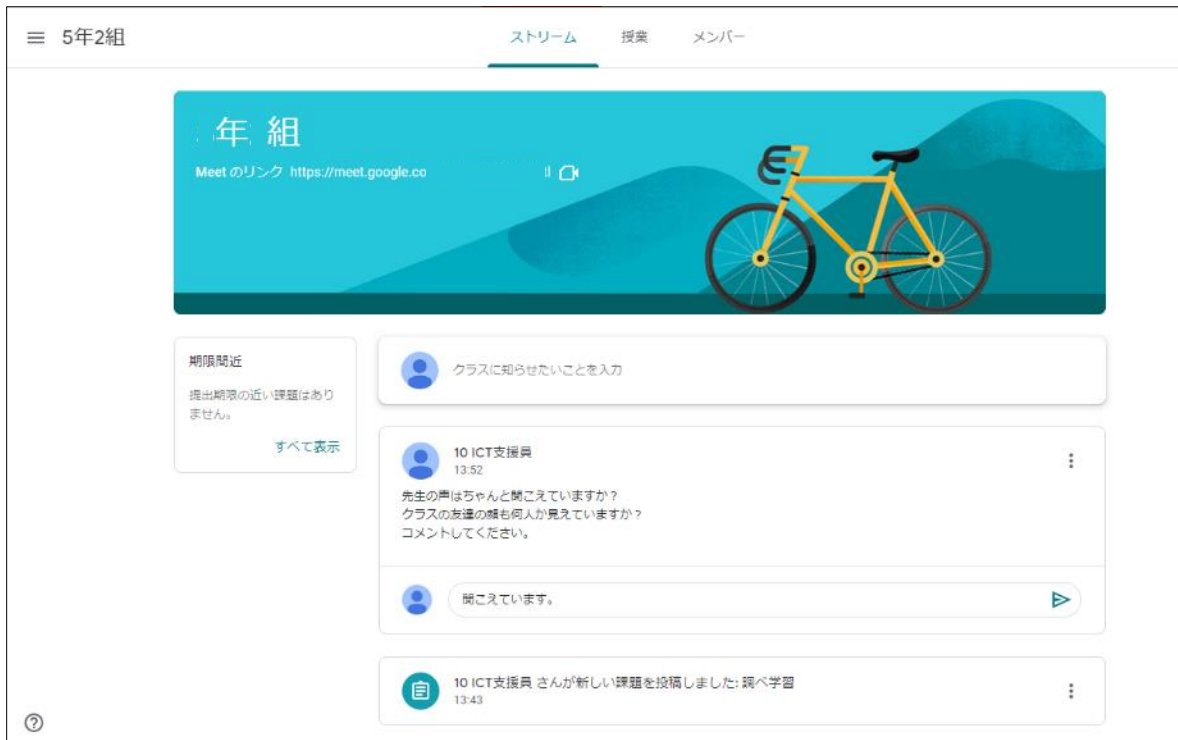 5年2組
ストリーム 授業 メンバー
年 組
Meet のリンク https://meet.google.co
期限間近
提出期限の近い課題はあり
ません。
すべて表示
クラスに知らせたいことを入力
10 ICT支援員
13:52
先生の声はちゃんと聞こえていますか？
クラスの友達の顔も何人か見えていますか？
コメントしてください。
聞こえています。
10 ICT支援員 さんが新しい課題を投稿しました: 調べ学習
13:43